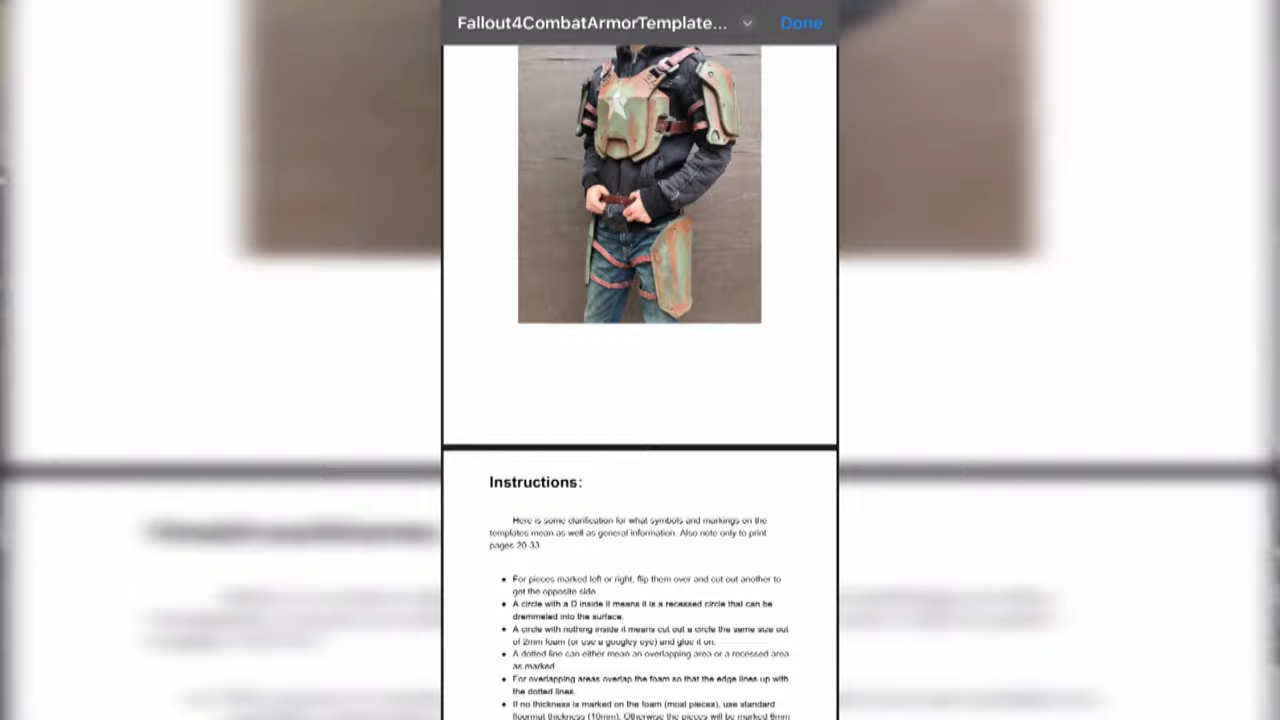 Fallout4CombatArmorTemplate...
Done
Instructions:
Here is some clarification for what symbols and markings on the
templates mean as well as general information. Also note only to print
pages 20-33
• For pieces marked left or right, flip them over and cut out another to
get the opposite side
• A circle with a D inside it means it is a recessed circle that can be
dremmeled into the surface.
• A circle with nothing inside it means cut out a circle the same size out
of 2mm foam (or use a googley eye) and glue it on.
• A dotted line can either mean an overlapping area or a recessed area
as marked
• For overlapping areas overlap the foam so that the edge lines up with
the dotted lines.
• If no thickness is marked on the foam (most pieces), use standard
floormat thickness (10mm). Otherwise the pieces will be marked 6mm